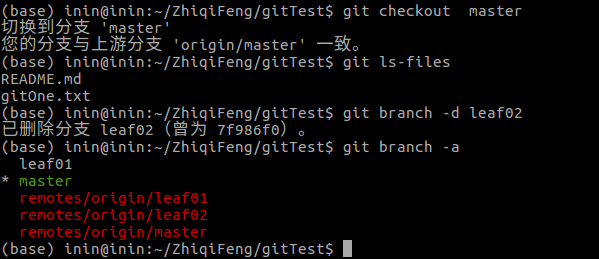 (base) inin@inin:~/ZhiqiFeng/gitTest$ git checkout  master
切换到分支 'master'
您的分支与上游分支 'origin/master' 一致。
(base) inin@inin:~/ZhiqiFeng/gitTest$ git ls-files
README.md
gitOne.txt
(base) inin@inin:~/ZhiqiFeng/gitTest$ git branch -d leaf02
已删除分支 leaf02（曾为 7f986f0）。
(base) inin@inin:~/ZhiqiFeng/gitTest$ git branch -a
  leaf01
* master
  remotes/origin/leaf01
  remotes/origin/leaf02
  remotes/origin/master
(base) inin@inin:~/ZhiqiFeng/gitTest$